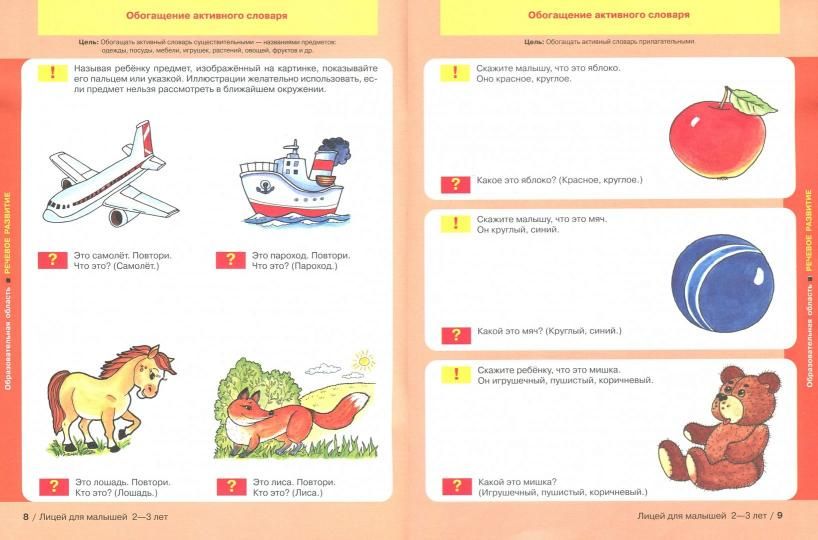 Обогащение активного словаря
Цель: Обогащать активный словарь существительными — названиями предметов:
одежды, посуды, мебели, игрушек, растений, овощей, фруктов и др.
! Называя ребёнку предмет, изображённый на картинке, показывайте
его пальцем или указкой. Иллюстрации желательно использовать, ес-
ли предмет нельзя рассмотреть в ближайшем окружении.
? Это самолёт. Повтори.
Что это? (Самолёт.)
? Это пароход. Повтори.
Что это? (Пароход.)
? Это лошадь. Повтори.
Кто это? (Лошадь.)
? Это лиса. Повтори.
Кто это? (Лиса.)
Образовательная область ■ РЕЧЕВОЕ РАЗВИТИЕ
8 / Лицей для малышей 2—3 лет
Обогащение активного словаря
Цель: Обогащать активный словарь прилагательными.
! Скажите малышу, что это яблоко.
Оно красное, круглое.
? Какое это яблоко? (Красное, круглое.)
! Скажите малышу, что это мяч.
Он круглый, синий.
? Какой это мяч? (Круглый, синий.)
! Скажите ребёнку, что это мишка.
Он игрушечный, пушистый, коричневый.
? Какой это мишка?
(Игрушечный, пушистый, коричневый.)
Образовательная область ■ РЕЧЕВОЕ РАЗВИТИЕ
Лицей для малышей 2—3 лет / 9